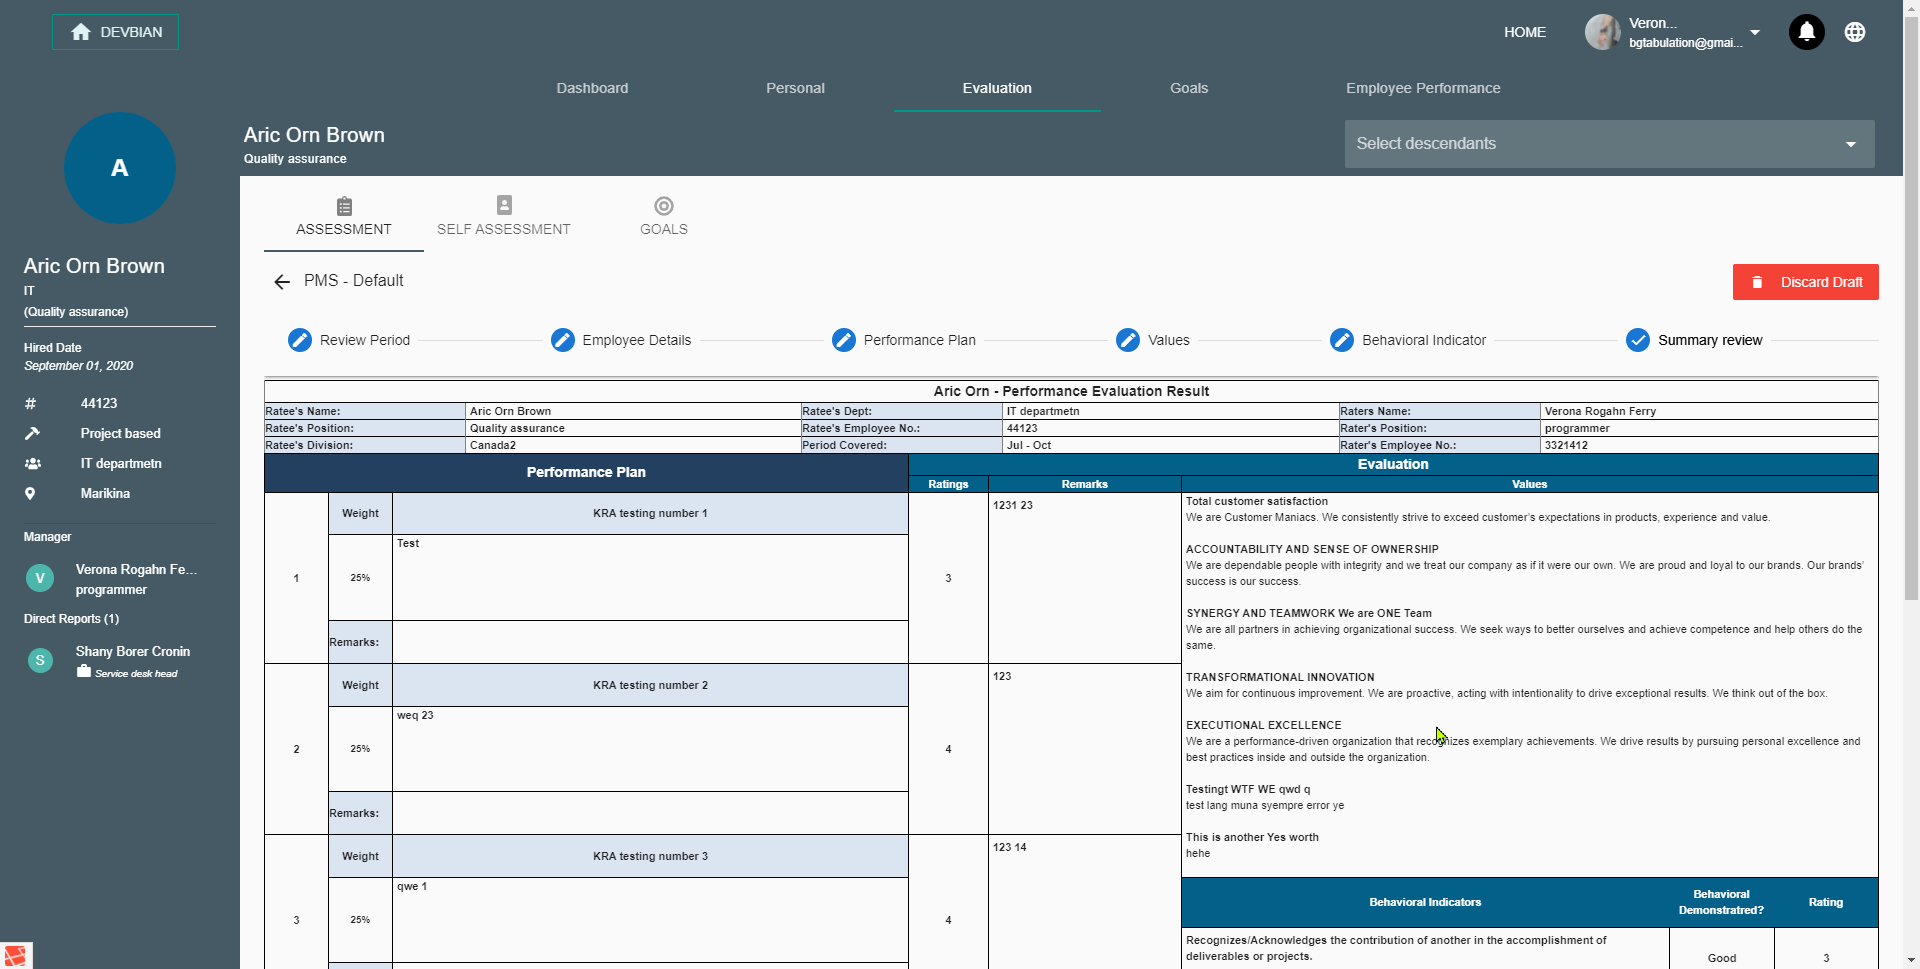 DEVBIAN
HOME
Veron...
bgtabulation@gmai...
Dashboard
Personal
Evaluation
Goals
Employee Performance
A
Aric Orn Brown
Quality assurance
Select descendants
ASSESSMENT
SELF ASSESSMENT
GOALS
Aric Orn Brown
IT
(Quality assurance)
Hired Date
September 01, 2020
# 44123
Project based
IT departmetn
Marikina
Manager
V
Verona Rogahn Fe...
programmer
Direct Reports (1)
S
Shany Borer Cronin
Service desk head
PMS - Default
Discard Draft
Review Period
Employee Details
Performance Plan
Values
Behavioral Indicator
Summary review
Aric Orn - Performance Evaluation Result
Ratee's Name: Aric Orn Brown Ratee's Dept: IT departmetn Raters Name: Verona Rogahn Ferry
Ratee's Position: Quality assurance Ratee's Employee No.: 44123 Rater's Position: programmer
Ratee's Division: Canada2 Period Covered: Jul - Oct Rater's Employee No.: 3321412
Performance Plan
Evaluation
Ratings Remarks Values
1
Weight KRA testing number 1
25% Test
Remarks:
3
1231 23
2
Weight KRA testing number 2
25% weq 23
Remarks:
4
123
3
Weight KRA testing number 3
25% qwe 1
4
123 14
Total customer satisfaction
We are Customer Maniacs. We consistently strive to exceed customer's expectations in products, experience and value.
ACCOUNTABILITY AND SENSE OF OWNERSHIP
We are dependable people with integrity and we treat our company as if it were our own. We are proud and loyal to our brands. Our brands'
success is our success.
SYNERGY AND TEAMWORK We are ONE Team
We are all partners in achieving organizational success. We seek ways to better ourselves and achieve competence and help others do the
same.
TRANSFORMATIONAL INNOVATION
We aim for continuous improvement. We are proactive, acting with intentionality to drive exceptional results. We think out of the box.
EXECUTIONAL EXCELLENCE
We are a performance-driven organization that recognizes exemplary achievements. We drive results by pursuing personal excellence and
best practices inside and outside the organization.
Testingt WTF WE qwd q
test lang muna syempre error ye
This is another Yes worth
hehe
Behavioral Indicators
Behavioral
Demonstratred?
Rating
Recognizes/Acknowledges the contribution of another in the accomplishment of
deliverables or projects.
Good
3